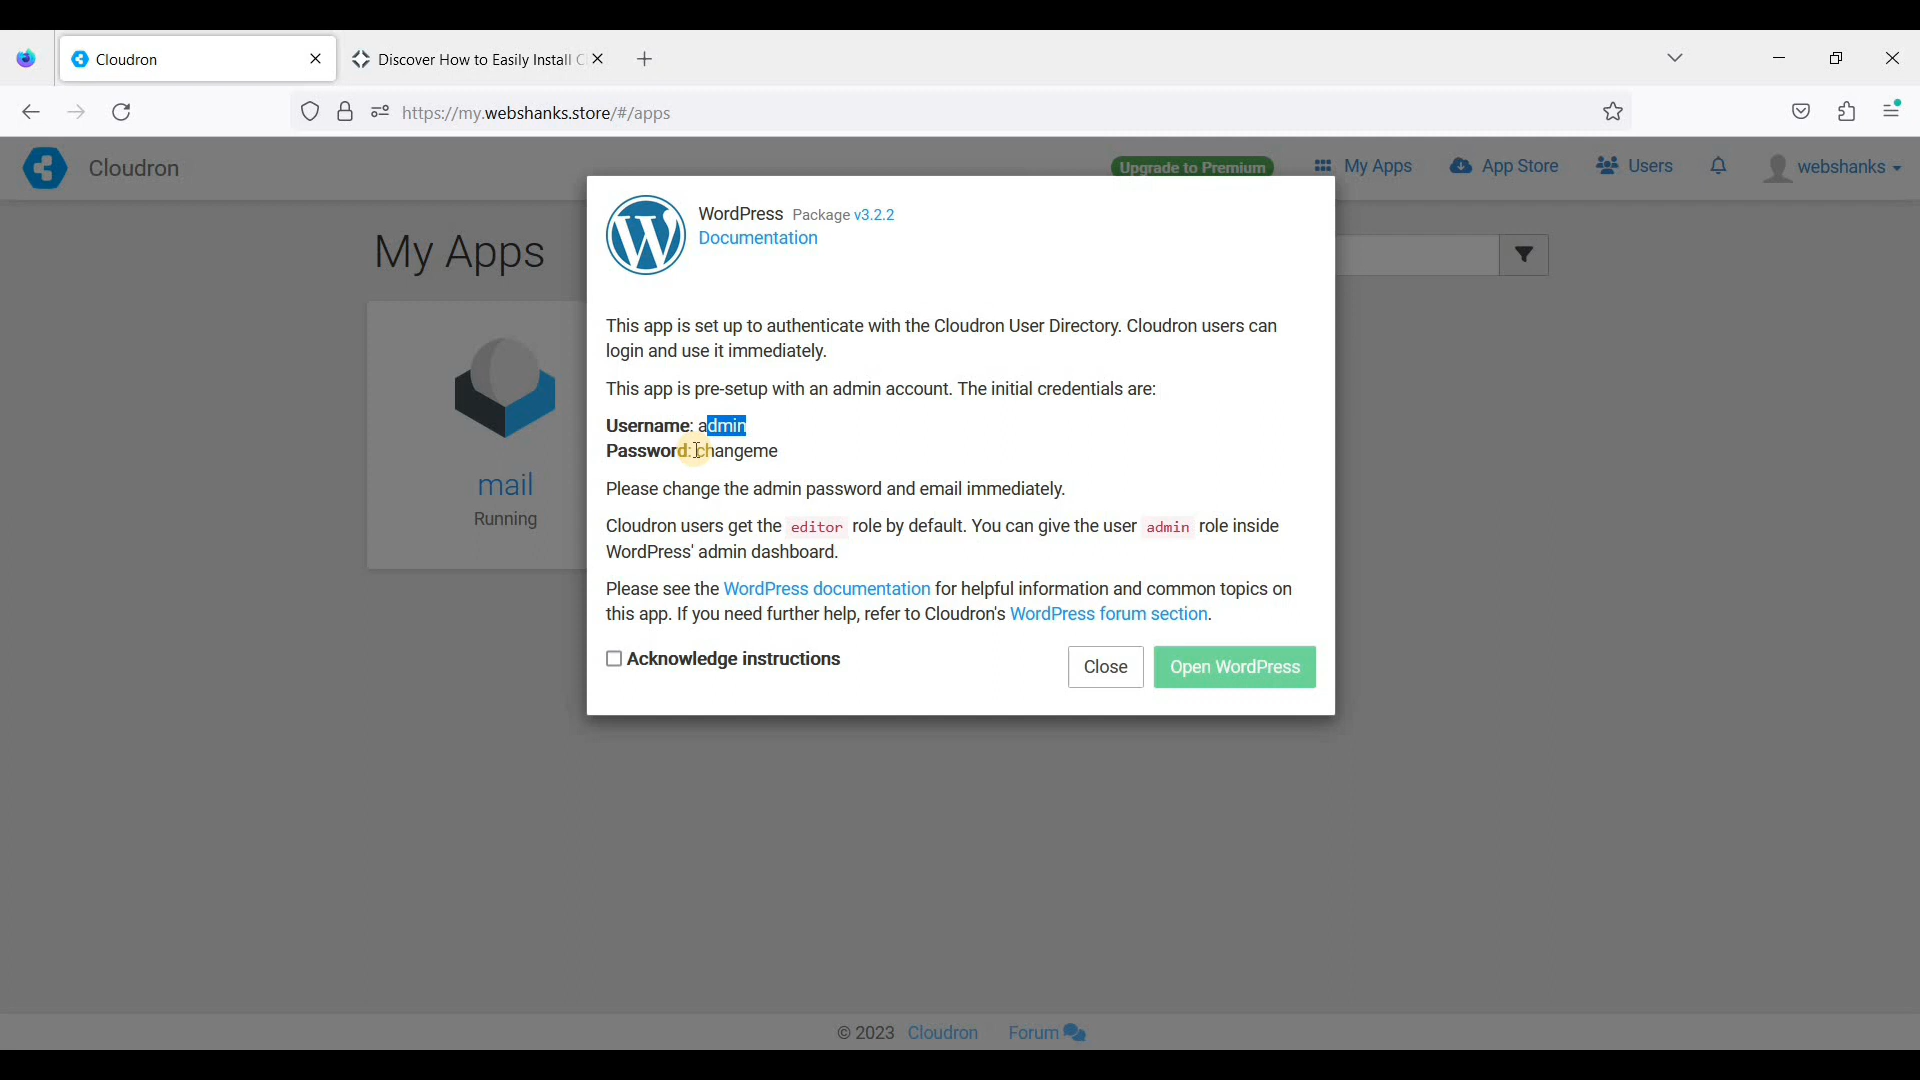 Cloudron
Discover How to Easily Install
https://my.webshanks.store/#/apps
Cloudron
Upgrade to Premium
My Apps
App Store
Users
webshanks
My Apps
WordPress Package v3.2.2
Documentation
This app is set up to authenticate with the Cloudron User Directory. Cloudron users can
login and use it immediately.
This app is pre-setup with an admin account. The initial credentials are:
Username: admin
Password: changeme
Please change the admin password and email immediately.
Cloudron users get the editor role by default. You can give the user admin role inside
WordPress' admin dashboard.
Please see the WordPress documentation for helpful information and common topics on
this app. If you need further help, refer to Cloudron's WordPress forum section.
Acknowledge instructions
Close
Open WordPress
mail
Running
© 2023 Cloudron Forum